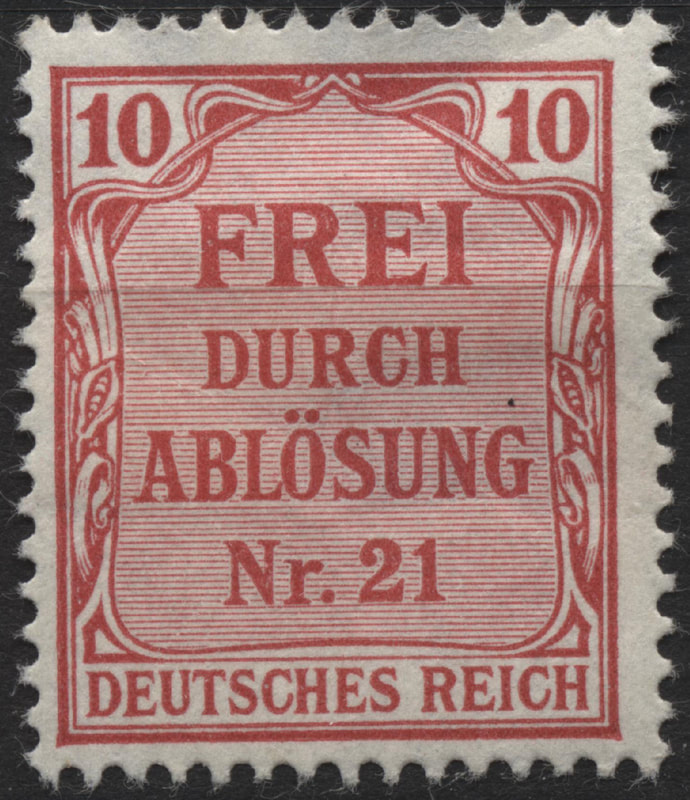 10 10
FREI
DURCH
ABLÖSUNG
Nr. 21
DEUTSCHES REICH